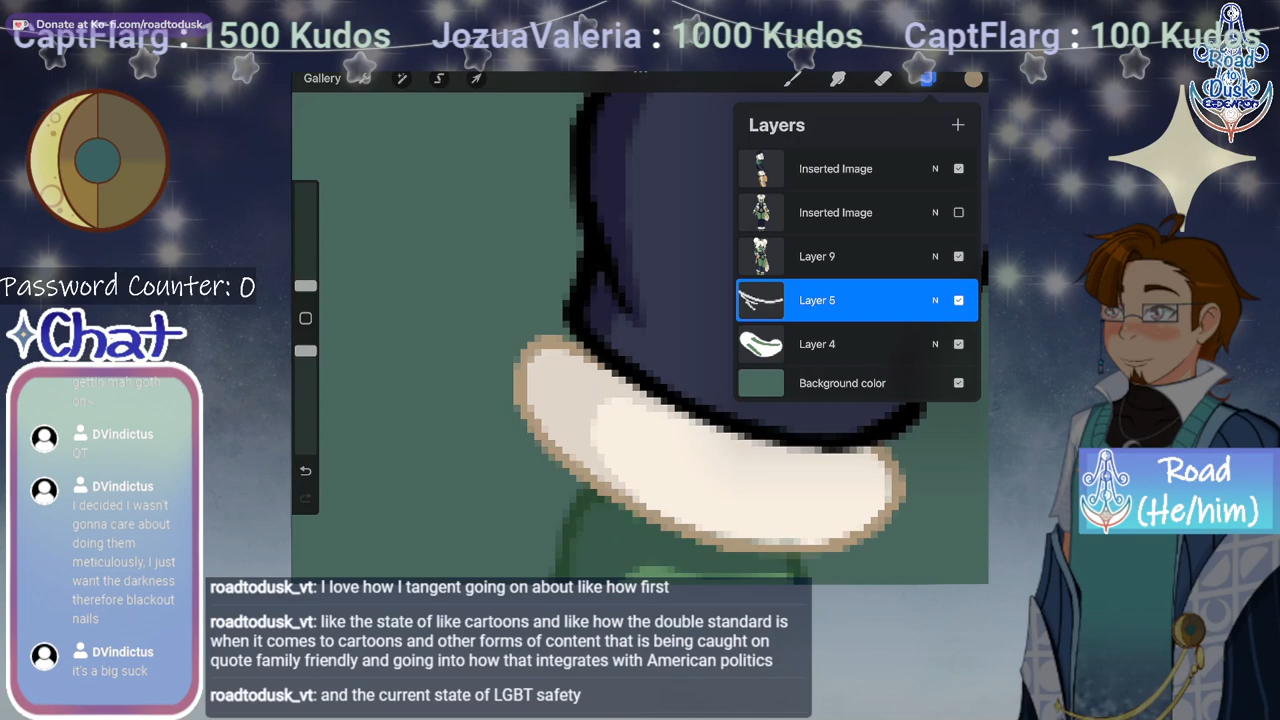 Donate at Ko-fi.com/roadtodusk
CaptFlarg : 1500 Kudos JozuaValeria : 1000 Kudos CaptFlarg : 100 Kudos
Road
to
Dusk
Gallery
Layers
Inserted Image N
Inserted Image N
Layer 9 N
Layer 5 N
Layer 4 N
Background color
Password Counter: 0
Chat
gettin mah goth
on~
DVindictus
QT
DVindictus
I decided I wasn't
gonna care about
doing them
meticulously, I just
want the darkness
therefore blackout
nails
DVindictus
it's a big suck
Road
(He/him)
roadtodusk_vt: I love how I tangent going on about like how first
roadtodusk_vt: like the state of like cartoons and like how the double standard is
when it comes to cartoons and other forms of content that is being caught on
quote family friendly and going into how that integrates with American politics
roadtodusk_vt: and the current state of LGBT safety